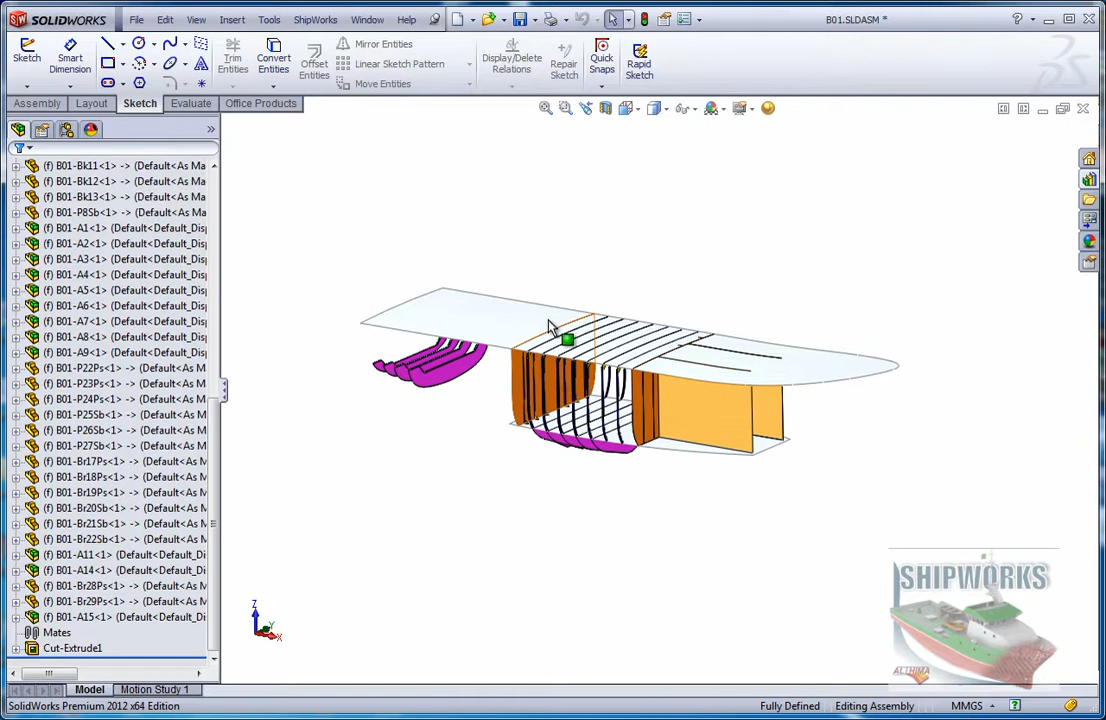 SOLIDWORKS File Edit View Insert Tools ShipWorks Window Help B01.SLDASM *
Sketch Smart Dimension Trim Entities Convert Entities Offset Entities Mirror Entities Linear Sketch Pattern Move Entities Display/Delete Relations Repair Sketch Quick Snaps Rapid Sketch
Assembly Layout Sketch Evaluate Office Products
(f) B01-Bk11<1> -> (Default<As Ma
(f) B01-Bk12<1> -> (Default<As Ma
(f) B01-Bk13<1> -> (Default<As Ma
(f) B01-P8Sb<1> -> (Default<As Ma
(f) B01-A1<1> (Default<Default_Disp
(f) B01-A2<1> (Default<Default_Disp
(f) B01-A3<1> (Default<Default_Disp
(f) B01-A4<1> (Default<Default_Disp
(f) B01-A5<1> (Default<Default_Disp
(f) B01-A6<1> (Default<Default_Disp
(f) B01-A7<1> (Default<Default_Disp
(f) B01-A8<1> (Default<Default_Disp
(f) B01-A9<1> (Default<Default_Disp
(f) B01-P22Ps<1> -> (Default<As M
(f) B01-P23Ps<1> -> (Default<As M
(f) B01-P24Ps<1> -> (Default<As M
(f) B01-P25Sb<1> -> (Default<As M
(f) B01-P26Sb<1> -> (Default<As M
(f) B01-P27Sb<1> -> (Default<As M
(f) B01-Br17Ps<1> -> (Default<As M
(f) B01-Br18Ps<1> -> (Default<As M
(f) B01-Br19Ps<1> -> (Default<As M
(f) B01-Br20Sb<1> -> (Default<As M
(f) B01-Br21Sb<1> -> (Default<As M
(f) B01-Br22Sb<1> -> (Default<As M
(f) B01-A11<1> (Default<Default_Di
(f) B01-A14<1> (Default<Default_Di
(f) B01-Br28Ps<1> -> (Default<As M
(f) B01-Br29Ps<1> -> (Default<As M
(f) B01-A15<1> (Default<Default_Di
Mates
Cut-Extrude1
Z
Y
X
SHIPWORKS
Model Motion Study 1
SolidWorks Premium 2012 x64 Edition Fully Defined Editing Assembly MMGS